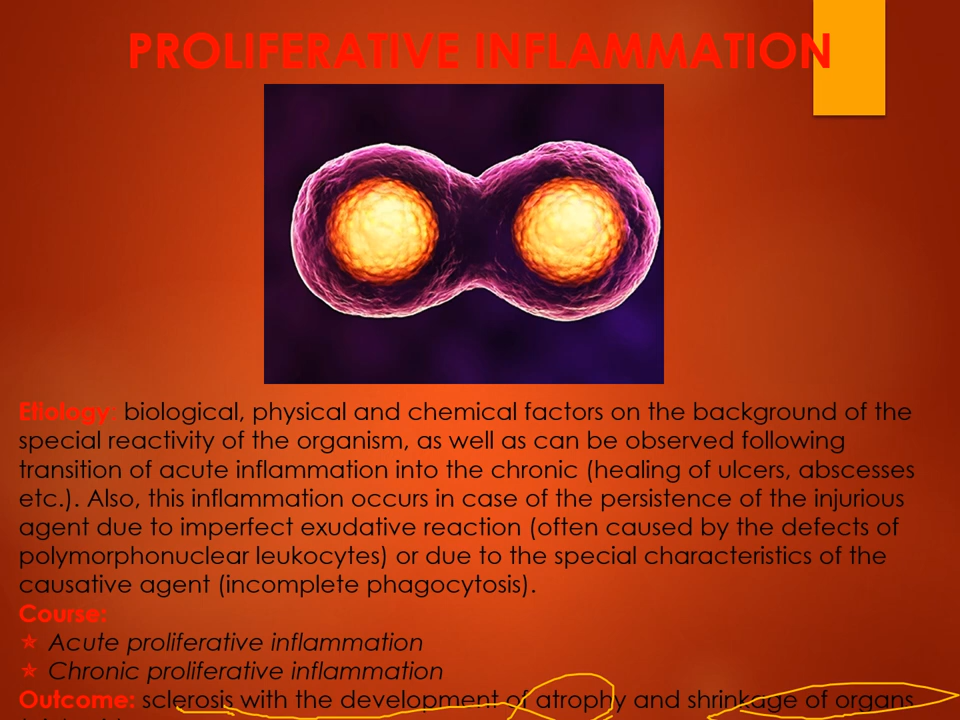 PROLIFERATIVE INFLAMMATION
Etiology: biological, physical and chemical factors on the background of the
special reactivity of the organism, as well as can be observed following
transition of acute inflammation into the chronic (healing of ulcers, abscesses
etc.). Also, this inflammation occurs in case of the persistence of the injurious
agent due to imperfect exudative reaction (often caused by the defects of
polymorphonuclear leukocytes) or due to the special characteristics of the
causative agent (incomplete phagocytosis).
Course:
★ Acute proliferative inflammation
★ Chronic proliferative inflammation
Outcome: sclerosis with the development of atrophy and shrinkage of organs